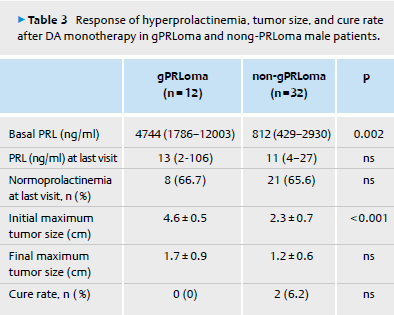 ▶ Table 3 Response of hyperprolactinemia, tumor size, and cure rate
after DA monotherapy in gPRLoma and nong-PRLoma male patients.
gPRLoma (n=12) non-gPRLoma (n=32) p
Basal PRL (ng/ml) 4744 (1786–12003) 812 (429–2930) 0.002
PRL (ng/ml) at last visit 13 (2-106) 11 (4–27) ns
Normoprolactinemia at last visit, n (%) 8 (66.7) 21 (65.6) ns
Initial maximum tumor size (cm) 4.6±0.5 2.3±0.7 <0.001
Final maximum tumor size (cm) 1.7±0.9 1.2±0.6 ns
Cure rate, n (%) 0 (0) 2 (6.2) ns